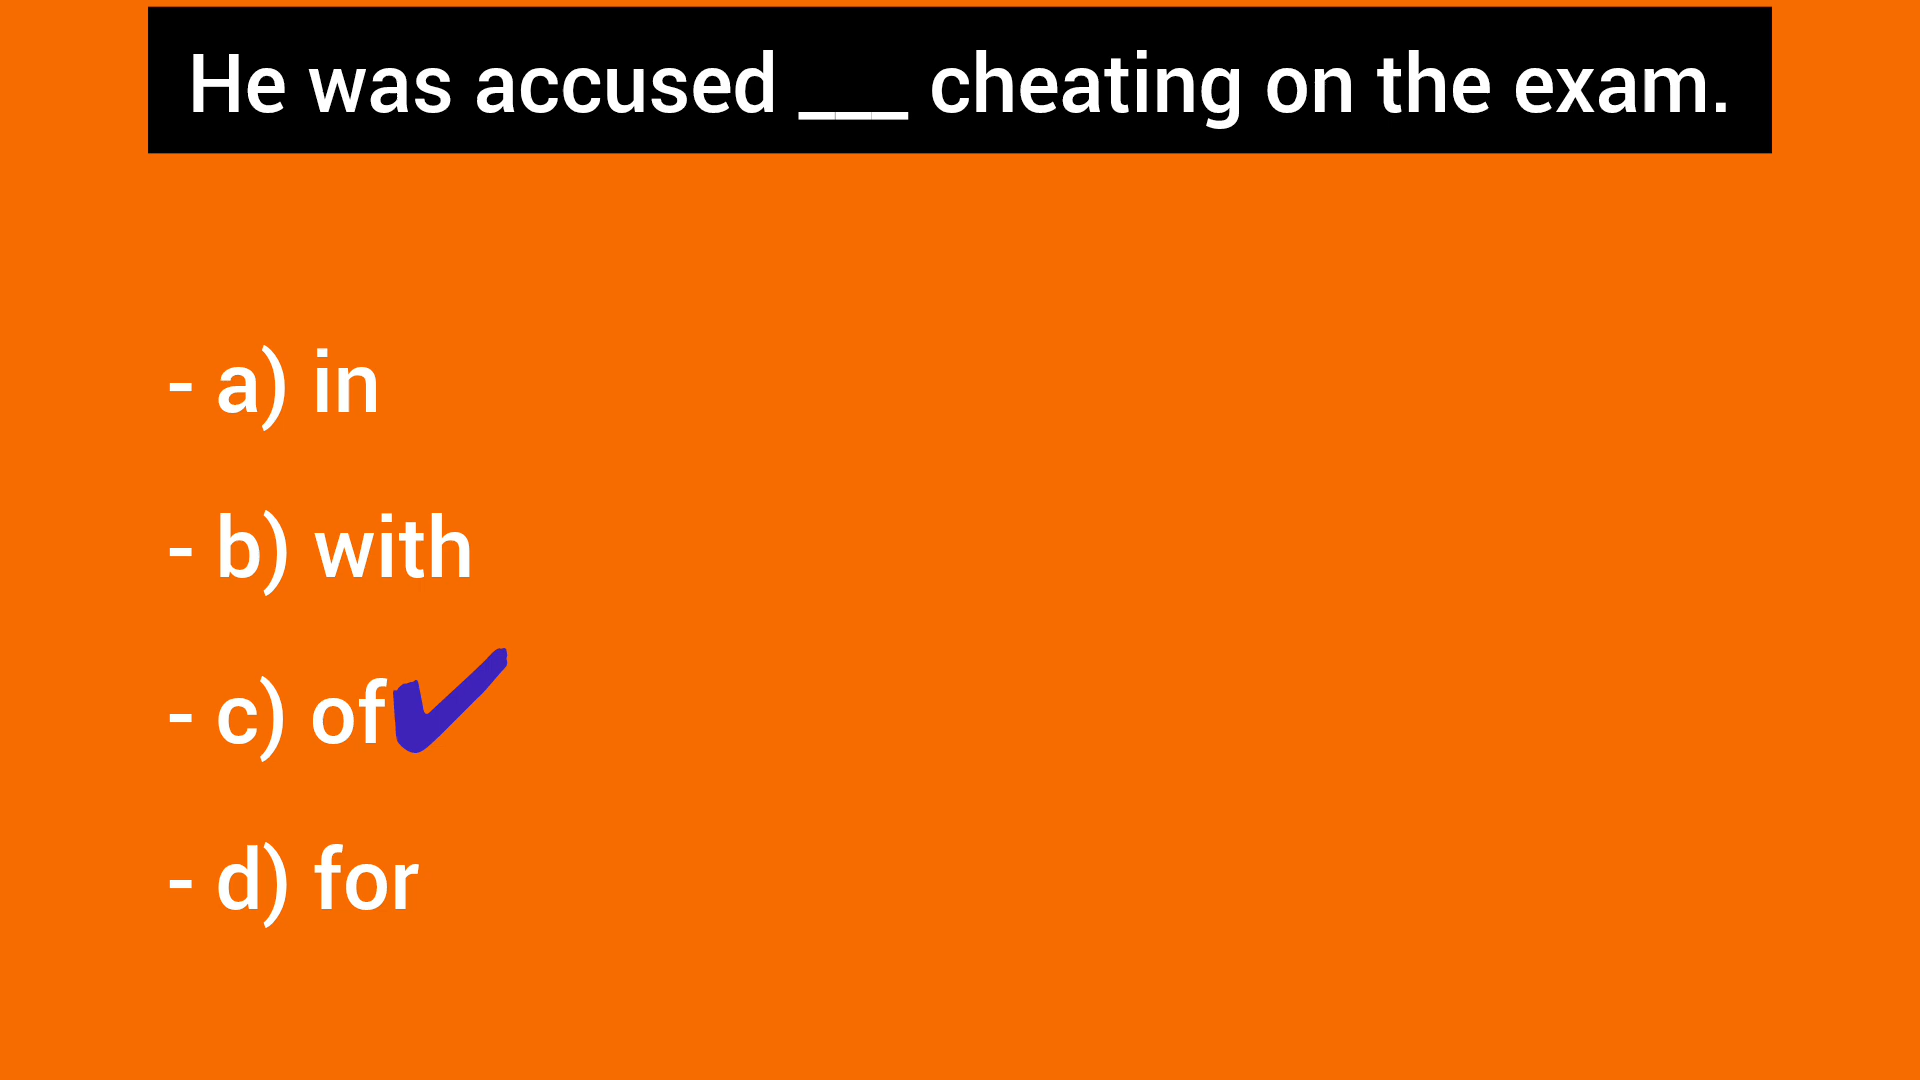 He was accused ___ cheating on the exam.
- a) in
- b) with
- c) of
- d) for